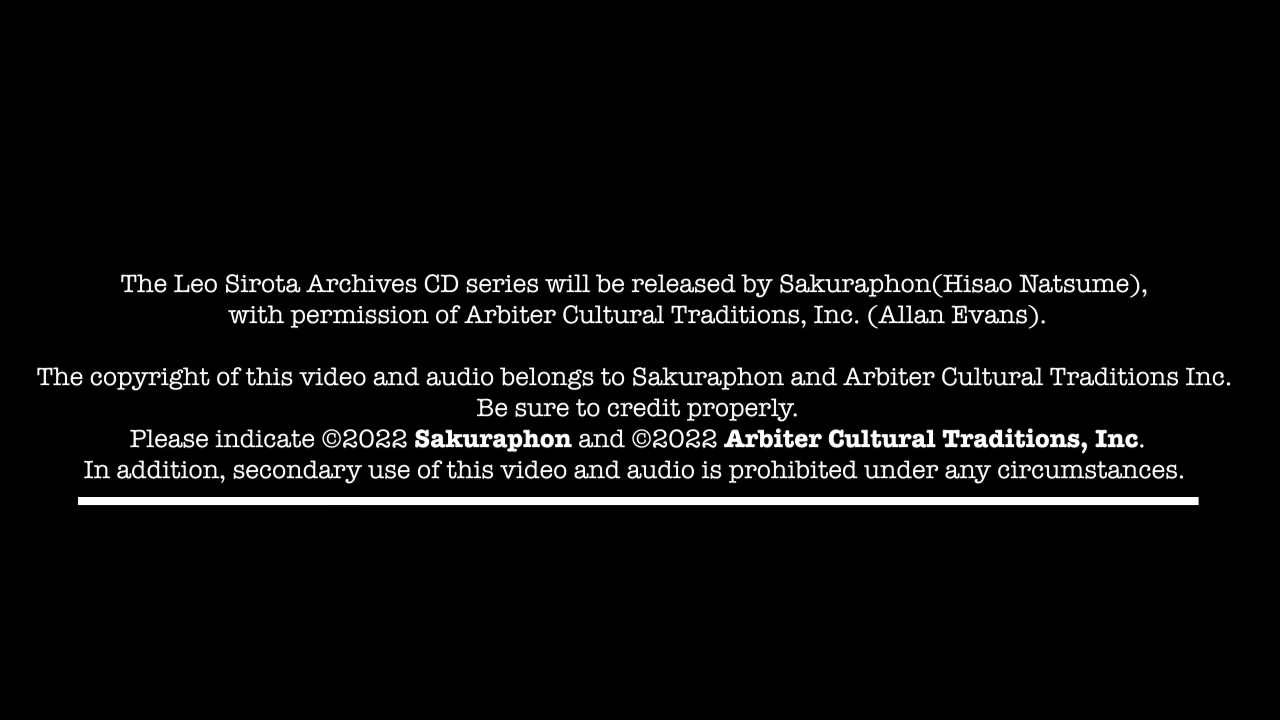 The Leo Sirota Archives CD series will be released by Sakuraphon(Hisao Natsume),
with permission of Arbiter Cultural Traditions, Inc. (Allan Evans).
The copyright of this video and audio belongs to Sakuraphon and Arbiter Cultural Traditions Inc.
Be sure to credit properly.
Please indicate ©2022 Sakuraphon and ©2022 Arbiter Cultural Traditions, Inc.
In addition, secondary use of this video and audio is prohibited under any circumstances.